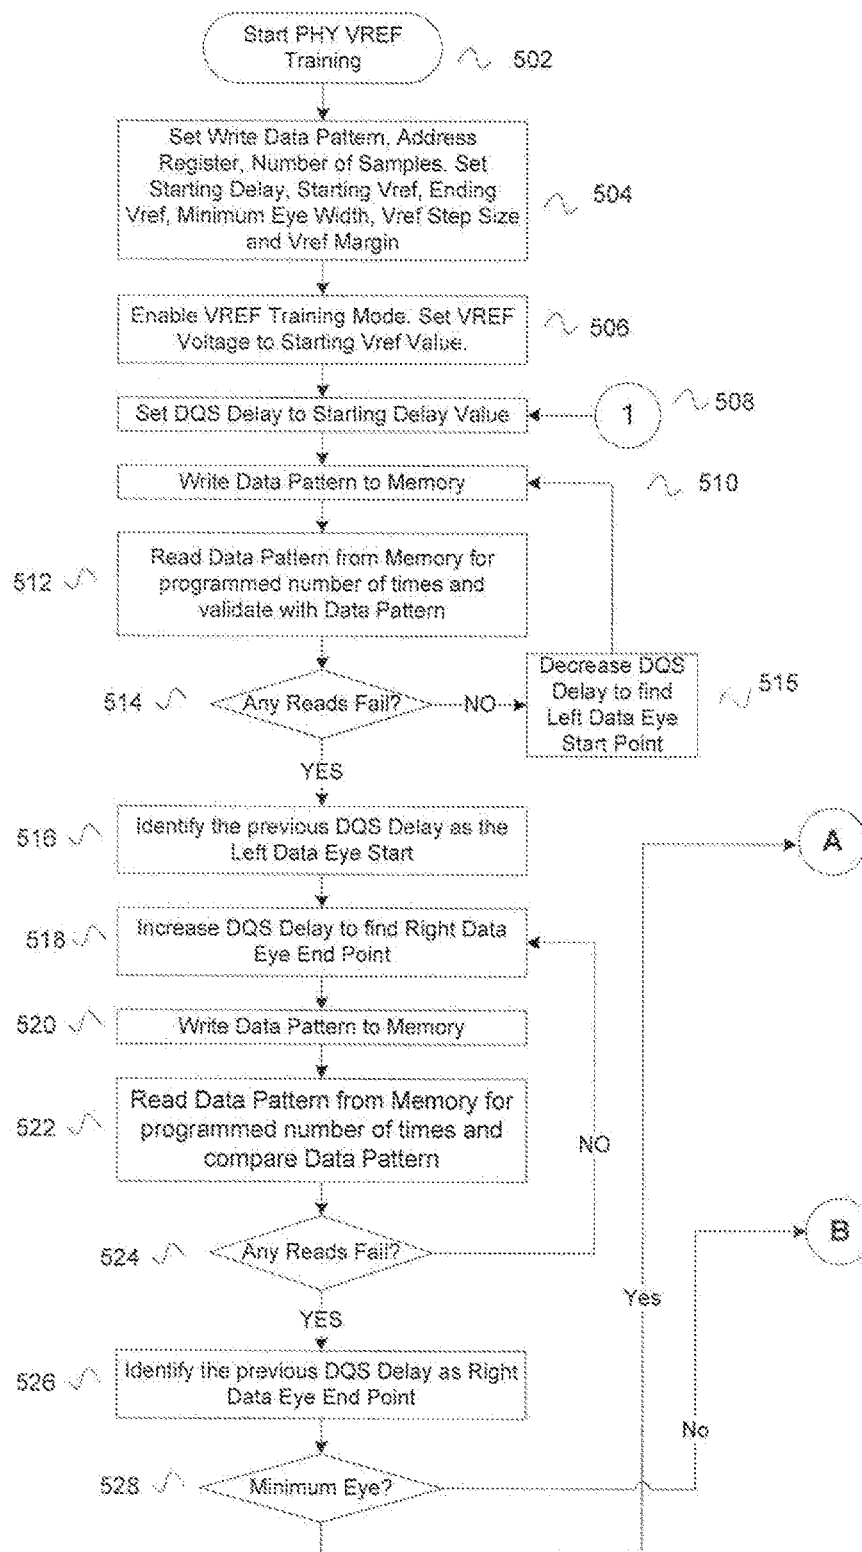 Start PHY VREF
Training
502
Set Write Data Pattern, Address
Register, Number of Samples. Set
Starting Delay, Starting Vref, Ending
Vref, Minimum Eye Width, Vref Step Size
and Vref Margin
504
Enable VREF Training Mode. Set VREF
Voltage to Starting Vref Value.
506
Set DQS Delay to Starting Delay Value
1
508
Write Data Pattern to Memory
510
512
Read Data Pattern from Memory for
programmed number of times and
validate with Data Pattern
514
Any Reads Fail?
NO
Decrease DQS
Delay to find
Left Data Eye
Start Point
515
YES
516
Identify the previous DQS Delay as the
Left Data Eye Start
A
518
Increase DQS Delay to find Right Data
Eye End Point
520
Write Data Pattern to Memory
522
Read Data Pattern from Memory for
programmed number of times and
compare Data Pattern
NO
524
Any Reads Fail?
B
Yes
YES
526
Identify the previous DQS Delay as Right
Data Eye End Point
No
528
Minimum Eye?